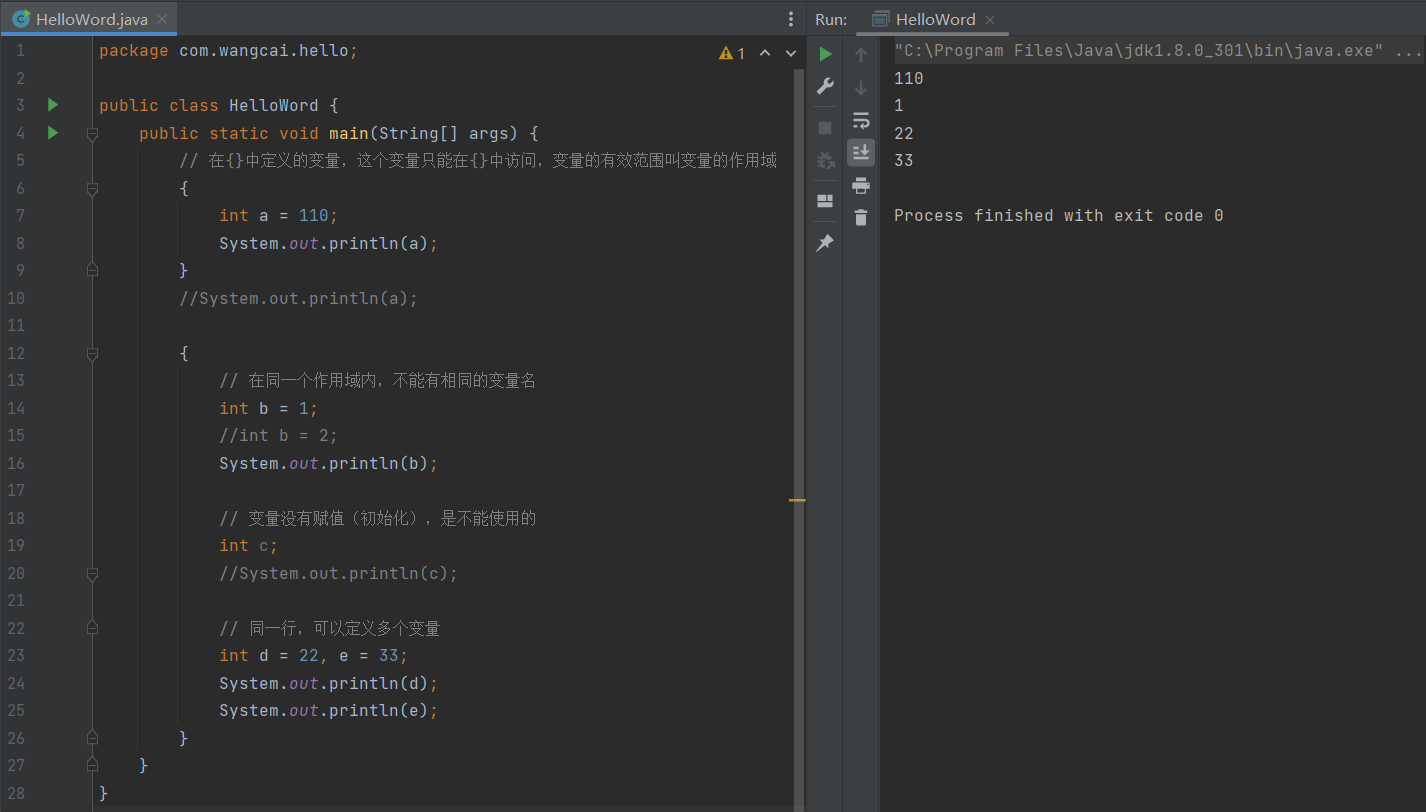 HelloWord.java
Run: HelloWord
1 package com.wangcai.hello;
1
2
3 public class HelloWord {
4 public static void main(String[] args) {
5 // 在{}中定义的变量，这个变量只能在{}中访问，变量的有效范围叫变量的作用域
6 {
7 int a = 110;
8 System.out.println(a);
9 }
10 //System.out.println(a);
11
12 {
13 // 在同一个作用域内，不能有相同的变量名
14 int b = 1;
15 //int b = 2;
16 System.out.println(b);
17
18 // 变量没有赋值（初始化），是不能使用的
19 int c;
20 //System.out.println(c);
21
22 // 同一行，可以定义多个变量
23 int d = 22, e = 33;
24 System.out.println(d);
25 System.out.println(e);
26 }
27 }
28 }
"C:\Program Files\Java\jdk1.8.0_301\bin\java.exe" ...
110
1
22
33
Process finished with exit code 0